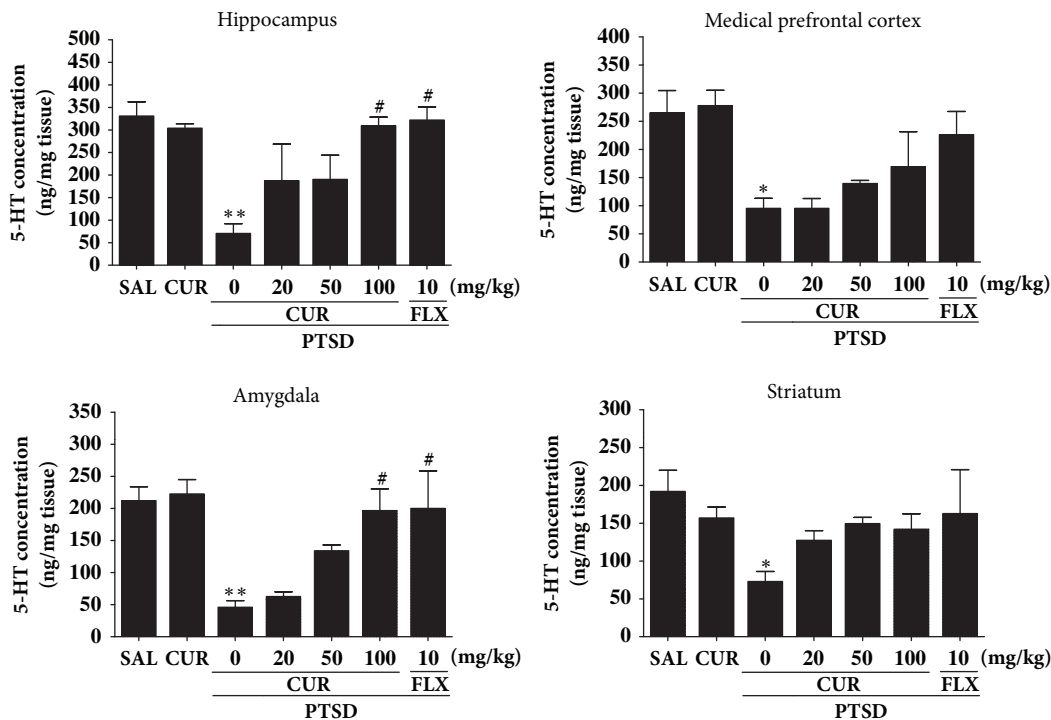 Hippocampus
5-HT concentration
(ng/mg tissue)
500
450
400
350
300
250
200
150
100
50
0
**
#
#
SAL CUR 0 20 50 100 10 (mg/kg)
CUR FLX
PTSD
Medical prefrontal cortex
5-HT concentration
(ng/mg tissue)
400
350
300
250
200
150
100
50
0
*
SAL CUR 0 20 50 100 10 (mg/kg)
CUR FLX
PTSD
Amygdala
5-HT concentration
(ng/mg tissue)
350
300
250
200
150
100
50
0
**
#
#
SAL CUR 0 20 50 100 10 (mg/kg)
CUR FLX
PTSD
Striatum
5-HT concentration
(ng/mg tissue)
300
250
200
150
100
50
0
*
SAL CUR 0 20 50 100 10 (mg/kg)
CUR FLX
PTSD